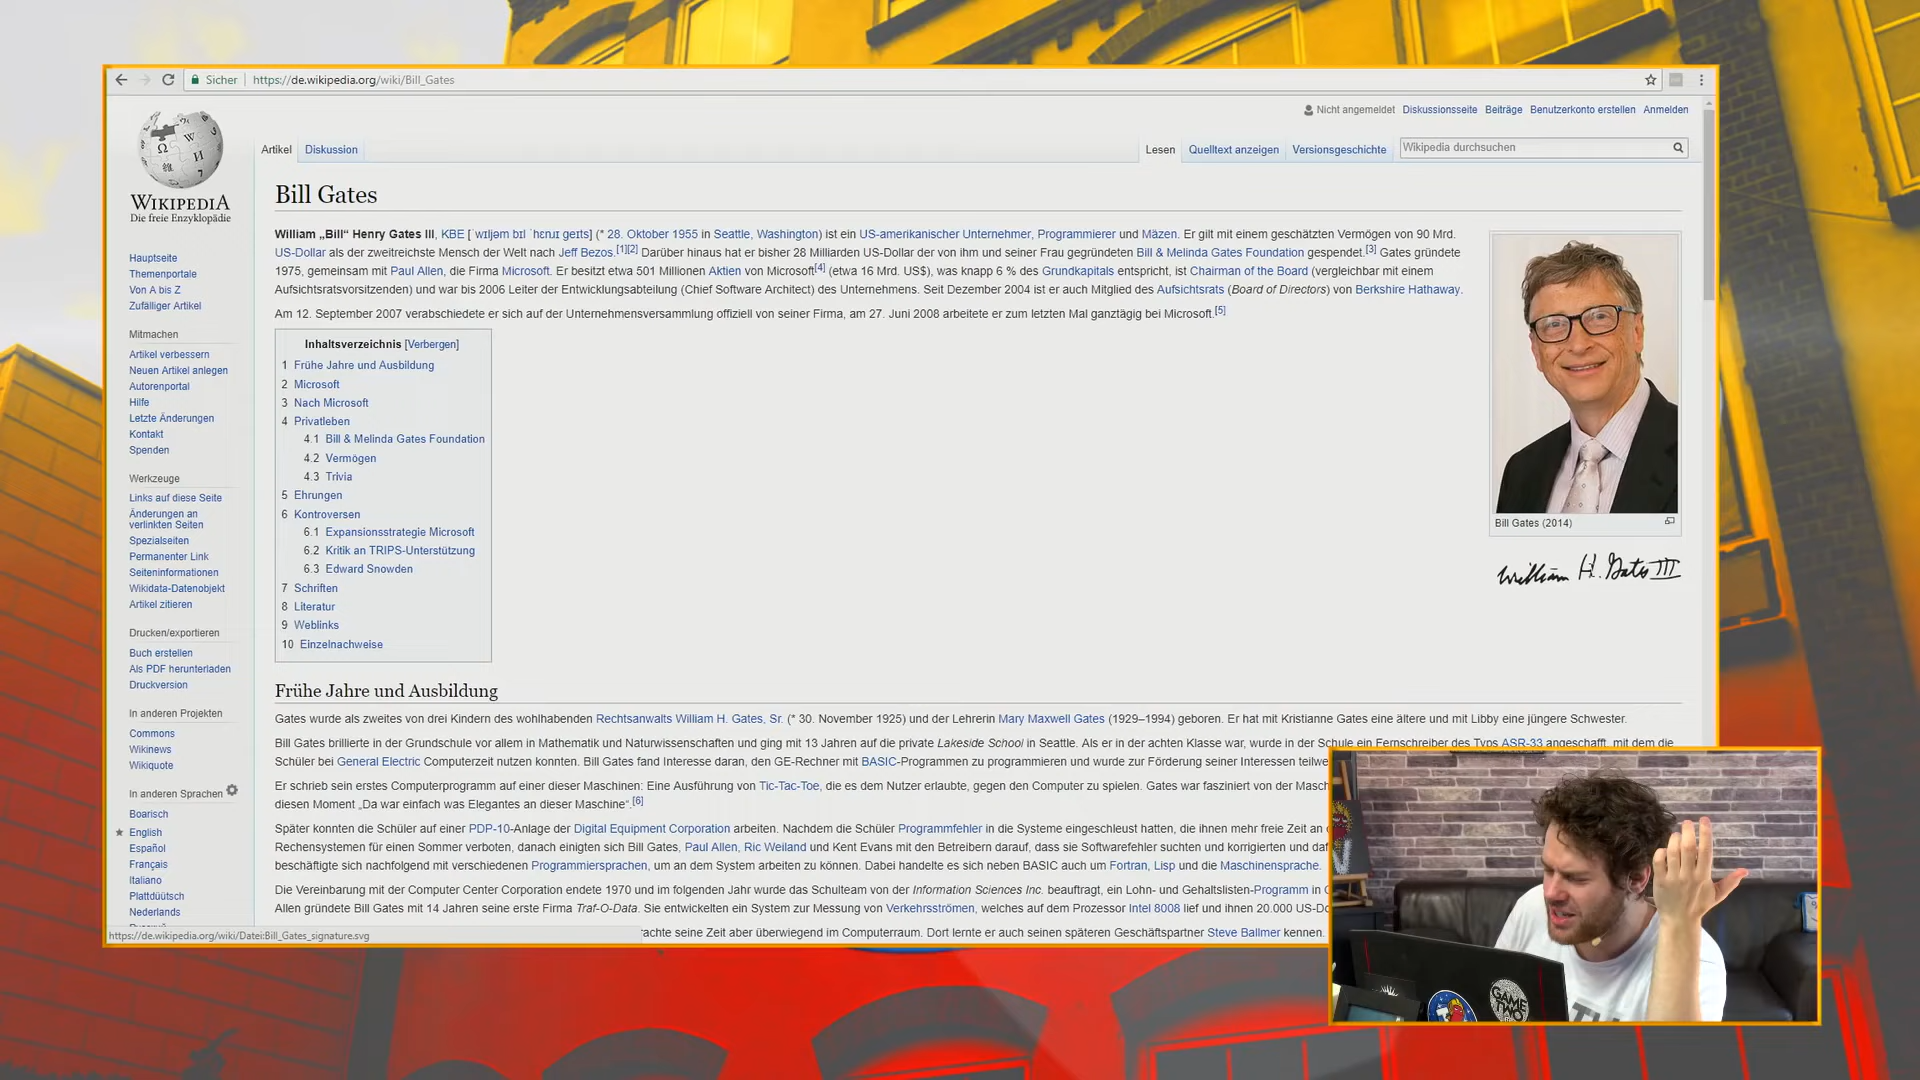 Sicher
https://de.wikipedia.org/wiki/Bill_Gates
Nicht angemeldet Diskussionsseite Beiträge Benutzerkonto erstellen Anmelden
Artikel Diskussion
Lesen Quelltext anzeigen Versionsgeschichte
Wikipedia durchsuchen
WIKIPEDIA
Die freie Enzyklopädie
Hauptseite
Themenportale
Von A bis Z
Zufälliger Artikel
Mitmachen
Artikel verbessern
Neuen Artikel anlegen
Autorenportal
Hilfe
Letzte Änderungen
Kontakt
Spenden
Werkzeuge
Links auf diese Seite
Änderungen an
verlinkten Seiten
Spezialseiten
Permanenter Link
Seiteninformationen
Wikidata-Datenobjekt
Artikel zitieren
Drucken/exportieren
Buch erstellen
Als PDF herunterladen
Druckversion
In anderen Projekten
Commons
Wikinews
Wikiquote
In anderen Sprachen
Boarisch
English
Español
Français
Italiano
Plattdüütsch
Nederlands
Bill Gates
William „Bill“ Henry Gates III, KBE [ˈwɪljəm bɪl ˈhɛnɹɪ geɪts] (* 28. Oktober 1955 in Seattle, Washington) ist ein US-amerikanischer Unternehmer, Programmierer und Mäzen. Er gilt mit einem geschätzten Vermögen von 90 Mrd.
US-Dollar als der zweitreichste Mensch der Welt nach Jeff Bezos.[1][2] Darüber hinaus hat er bisher 28 Milliarden US-Dollar der von ihm und seiner Frau gegründeten Bill & Melinda Gates Foundation gespendet.[3] Gates gründete
1975, gemeinsam mit Paul Allen, die Firma Microsoft. Er besitzt etwa 501 Millionen Aktien von Microsoft[4] (etwa 16 Mrd. US$), was knapp 6 % des Grundkapitals entspricht, ist Chairman of the Board (vergleichbar mit einem
Aufsichtsratsvorsitzenden) und war bis 2006 Leiter der Entwicklungsabteilung (Chief Software Architect) des Unternehmens. Seit Dezember 2004 ist er auch Mitglied des Aufsichtsrats (Board of Directors) von Berkshire Hathaway.
Am 12. September 2007 verabschiedete er sich auf der Unternehmensversammlung offiziell von seiner Firma, am 27. Juni 2008 arbeitete er zum letzten Mal ganztägig bei Microsoft.[5]
Inhaltsverzeichnis [Verbergen]
1 Frühe Jahre und Ausbildung
2 Microsoft
3 Nach Microsoft
4 Privatleben
4.1 Bill & Melinda Gates Foundation
4.2 Vermögen
4.3 Trivia
5 Ehrungen
6 Kontroversen
6.1 Expansionsstrategie Microsoft
6.2 Kritik an TRIPS-Unterstützung
6.3 Edward Snowden
7 Schriften
8 Literatur
9 Weblinks
10 Einzelnachweise
Bill Gates (2014)
William H. Gates III
Frühe Jahre und Ausbildung
Gates wurde als zweites von drei Kindern des wohlhabenden Rechtsanwalts William H. Gates, Sr. (* 30. November 1925) und der Lehrerin Mary Maxwell Gates (1929–1994) geboren. Er hat mit Kristianne Gates eine ältere und mit Libby eine jüngere Schwester.
Bill Gates brillierte in der Grundschule vor allem in Mathematik und Naturwissenschaften und ging mit 13 Jahren auf die private Lakeside School in Seattle. Als er in der achten Klasse war, wurde in der Schule ein Fernschreiber des Typs ASR-33 angeschafft, mit dem die
Schüler bei General Electric Computerzeit nutzen konnten. Bill Gates fand Interesse daran, den GE-Rechner mit BASIC-Programmen zu programmieren und wurde zur Förderung seiner Interessen teilwe
Er schrieb sein erstes Computerprogramm auf einer dieser Maschinen: Eine Ausführung von Tic-Tac-Toe, die es dem Nutzer erlaubte, gegen den Computer zu spielen. Gates war fasziniert von der Masch
diesen Moment „Da war einfach was Elegantes an dieser Maschine“.[6]
Später konnten die Schüler auf einer PDP-10-Anlage der Digital Equipment Corporation arbeiten. Nachdem die Schüler Programmfehler in die Systeme eingeschleust hatten, die ihnen mehr freie Zeit an
Rechensystemen für einen Sommer verboten, danach einigten sich Bill Gates, Paul Allen, Ric Weiland und Kent Evans mit den Betreibern darauf, dass sie Softwarefehler suchten und korrigierten und daf
beschäftigte sich nachfolgend mit verschiedenen Programmiersprachen, um an dem System arbeiten zu können. Dabei handelte es sich neben BASIC auch um Fortran, Lisp und die Maschinensprache.
Die Vereinbarung mit der Computer Center Corporation endete 1970 und im folgenden Jahr wurde das Schulteam von der Information Sciences Inc. beauftragt, ein Lohn- und Gehaltslisten-Programm in
Allen gründete Bill Gates mit 14 Jahren seine erste Firma Traf-O-Data. Sie entwickelten ein System zur Messung von Verkehrsströmen, welches auf dem Prozessor Intel 8008 lief und ihnen 20.000 US-Do
rachte seine Zeit aber überwiegend im Computerraum. Dort lernte er auch seinen späteren Geschäftspartner Steve Ballmer kennen.
https://de.wikipedia.org/wiki/Datei:Bill_Gates_signature.svg
GAME
TWO